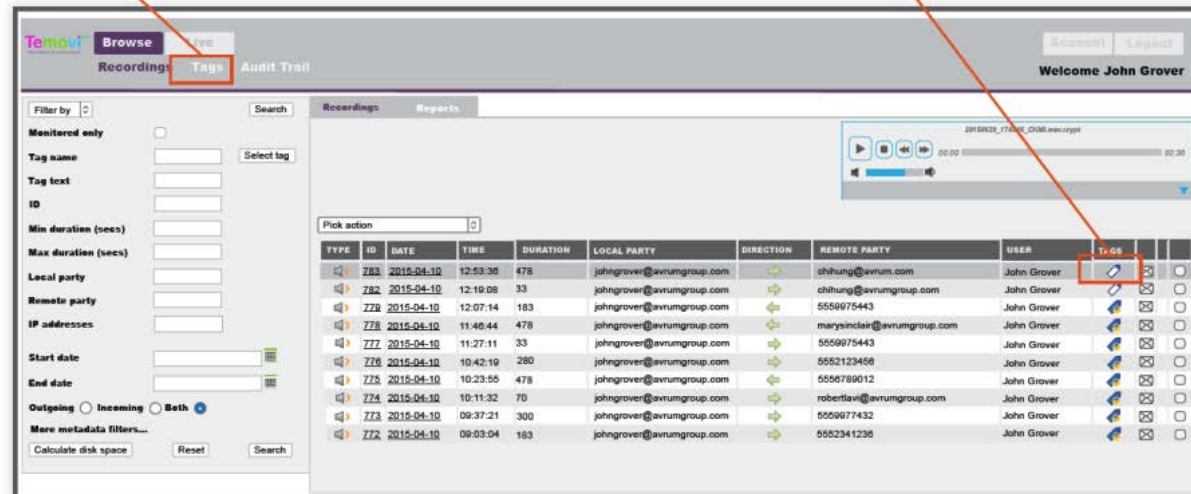 Temovi
Browse Live
Account Logout
Recordings Tags Audit Trail
Welcome John Grover
Filter by Search
Monitored only
Tag name Select tag
Tag text
ID
Min duration (secs)
Max duration (secs)
Local party
Remote party
IP addresses
Start date
End date
Outgoing Incoming Both
More metadata filters...
Calculate disk space Reset Search
Recordings Reports
00:00 02:36
Pick action
TYPE ID DATE TIME DURATION LOCAL PARTY DIRECTION REMOTE PARTY USER TAGS
783 2015-04-10 12:53:36 478 johngrover@avrumgroup.com chihung@avrum.com John Grover
782 2015-04-10 12:19:08 33 johngrover@avrumgroup.com chihung@avrumgroup.com John Grover
779 2015-04-10 12:07:14 183 johngrover@avrumgroup.com 5559975443 John Grover
778 2015-04-10 11:46:44 478 johngrover@avrumgroup.com marysinclair@avrumgroup.com John Grover
777 2015-04-10 11:27:11 33 johngrover@avrumgroup.com 5559975443 John Grover
776 2015-04-10 10:42:19 280 johngrover@avrumgroup.com 5552123456 John Grover
775 2015-04-10 10:23:55 478 johngrover@avrumgroup.com 5556789012 John Grover
774 2015-04-10 10:11:32 70 johngrover@avrumgroup.com robertlavi@avrumgroup.com John Grover
773 2015-04-10 09:37:21 300 johngrover@avrumgroup.com 5559977432 John Grover
772 2015-04-10 09:03:04 183 johngrover@avrumgroup.com 5552341236 John Grover